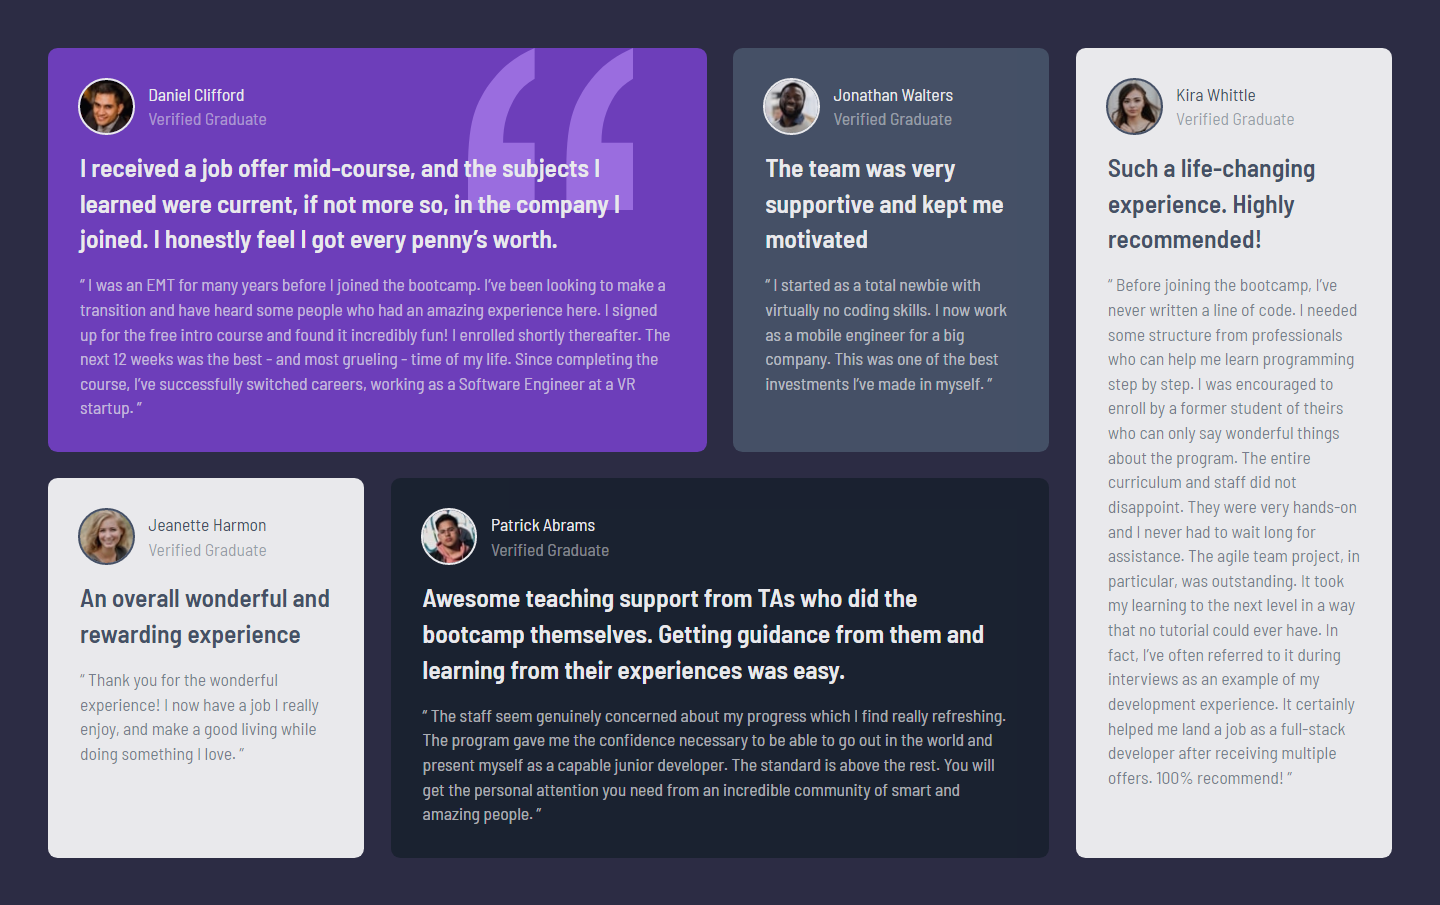 Daniel Clifford
Verified Graduate
I received a job offer mid-course, and the subjects I
learned were current, if not more so, in the company I
joined. I honestly feel I got every penny’s worth.
“ I was an EMT for many years before I joined the bootcamp. I’ve been looking to make a
transition and have heard some people who had an amazing experience here. I signed
up for the free intro course and found it incredibly fun! I enrolled shortly thereafter. The
next 12 weeks was the best - and most grueling - time of my life. Since completing the
course, I’ve successfully switched careers, working as a Software Engineer at a VR
startup. ”
Jonathan Walters
Verified Graduate
The team was very
supportive and kept me
motivated
“ I started as a total newbie with
virtually no coding skills. I now work
as a mobile engineer for a big
company. This was one of the best
investments I’ve made in myself. ”
Kira Whittle
Verified Graduate
Such a life-changing
experience. Highly
recommended!
“ Before joining the bootcamp, I’ve
never written a line of code. I needed
some structure from professionals
who can help me learn programming
step by step. I was encouraged to
enroll by a former student of theirs
who can only say wonderful things
about the program. The entire
curriculum and staff did not
disappoint. They were very hands-on
and I never had to wait long for
assistance. The agile team project, in
particular, was outstanding. It took
my learning to the next level in a way
that no tutorial could ever have. In
fact, I’ve often referred to it during
interviews as an example of my
development experience. It certainly
helped me land a job as a full-stack
developer after receiving multiple
offers. 100% recommend! ”
Jeanette Harmon
Verified Graduate
An overall wonderful and
rewarding experience
“ Thank you for the wonderful
experience! I now have a job I really
enjoy, and make a good living while
doing something I love. ”
Patrick Abrams
Verified Graduate
Awesome teaching support from TAs who did the
bootcamp themselves. Getting guidance from them and
learning from their experiences was easy.
“ The staff seem genuinely concerned about my progress which I find really refreshing.
The program gave me the confidence necessary to be able to go out in the world and
present myself as a capable junior developer. The standard is above the rest. You will
get the personal attention you need from an incredible community of smart and
amazing people. ”